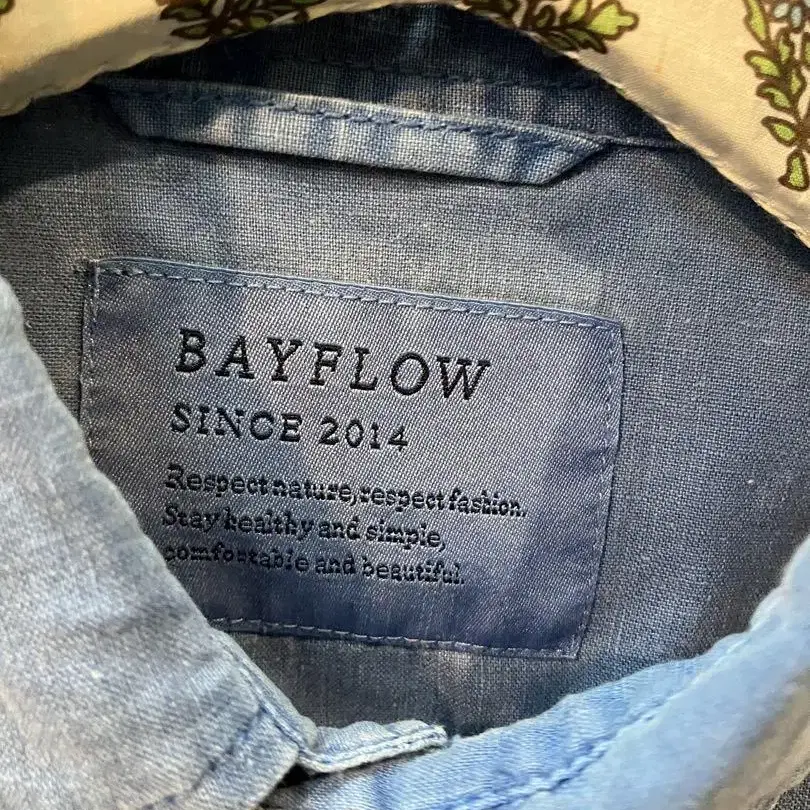 BAYFLOW
SINCE 2014
Respect nature, respect fashion.
Stay healthy and simple,
comfortable and beautiful.